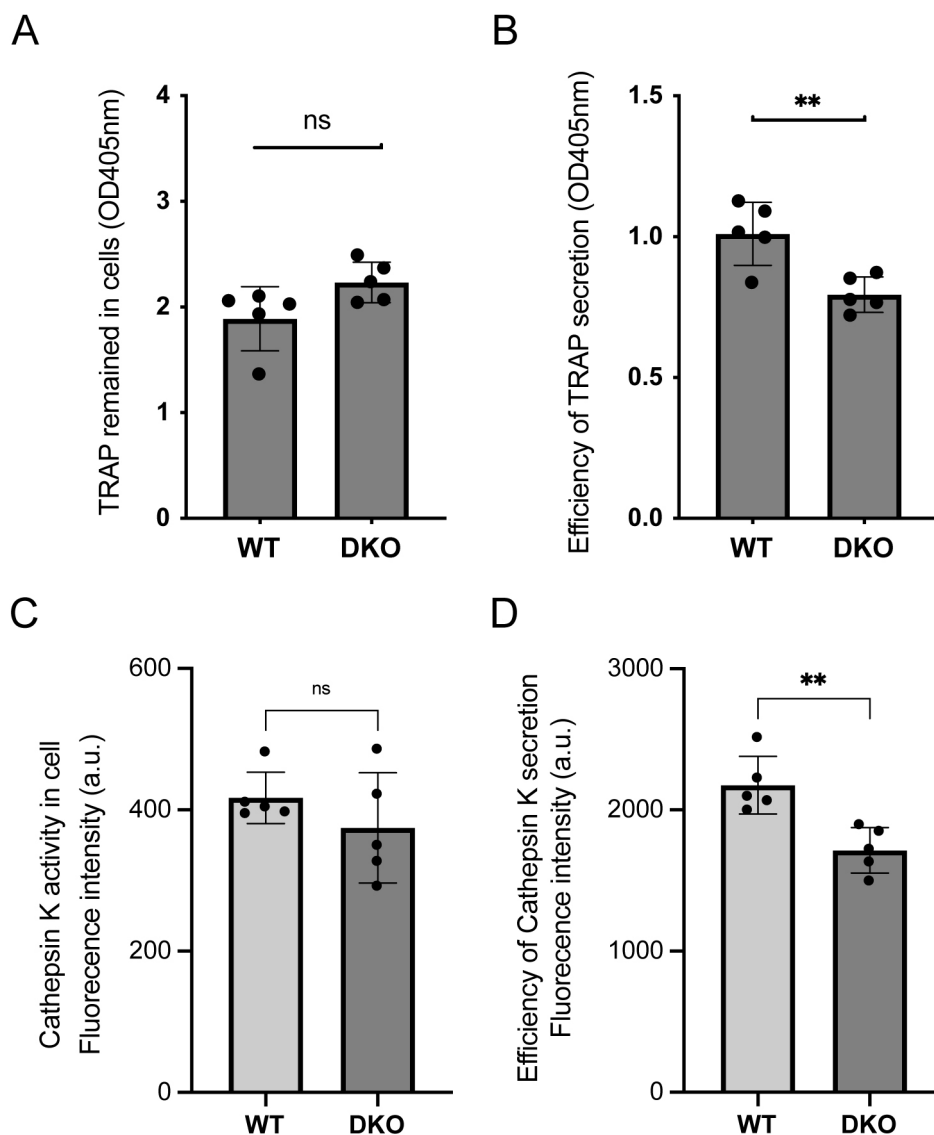 A
TRAP remained in cells (OD405nm)
4
3
2
1
0
ns
WT
DKO
B
Efficiency of TRAP secretion (OD405nm)
1.5
1.0
0.5
0.0
**
WT
DKO
C
Cathepsin K activity in cell
Fluorescence intensity (a.u.)
600
400
200
0
ns
WT
DKO
D
Efficiency of Cathepsin K secretion
Fluorecence intensity (a.u.)
3000
2000
1000
0
**
WT
DKO